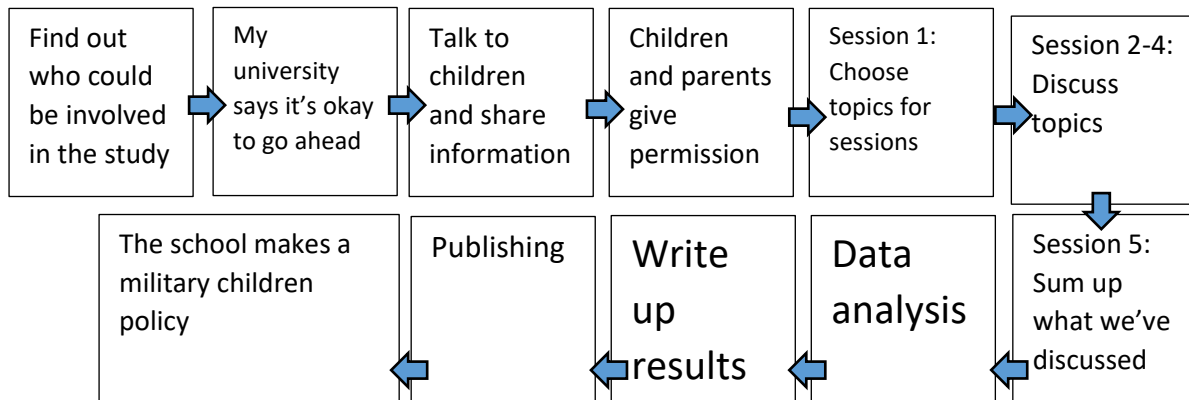 Find out
who could
be involved
in the study
My
university
says it’s okay
to go ahead
Talk to
children
and share
information
Children
and parents
give
permission
Session 1:
Choose
topics for
sessions
Session 2-4:
Discuss
topics
Session 5:
Sum up
what we’ve
discussed
Data
analysis
Write
up
results
Publishing
The school makes a
military children
policy